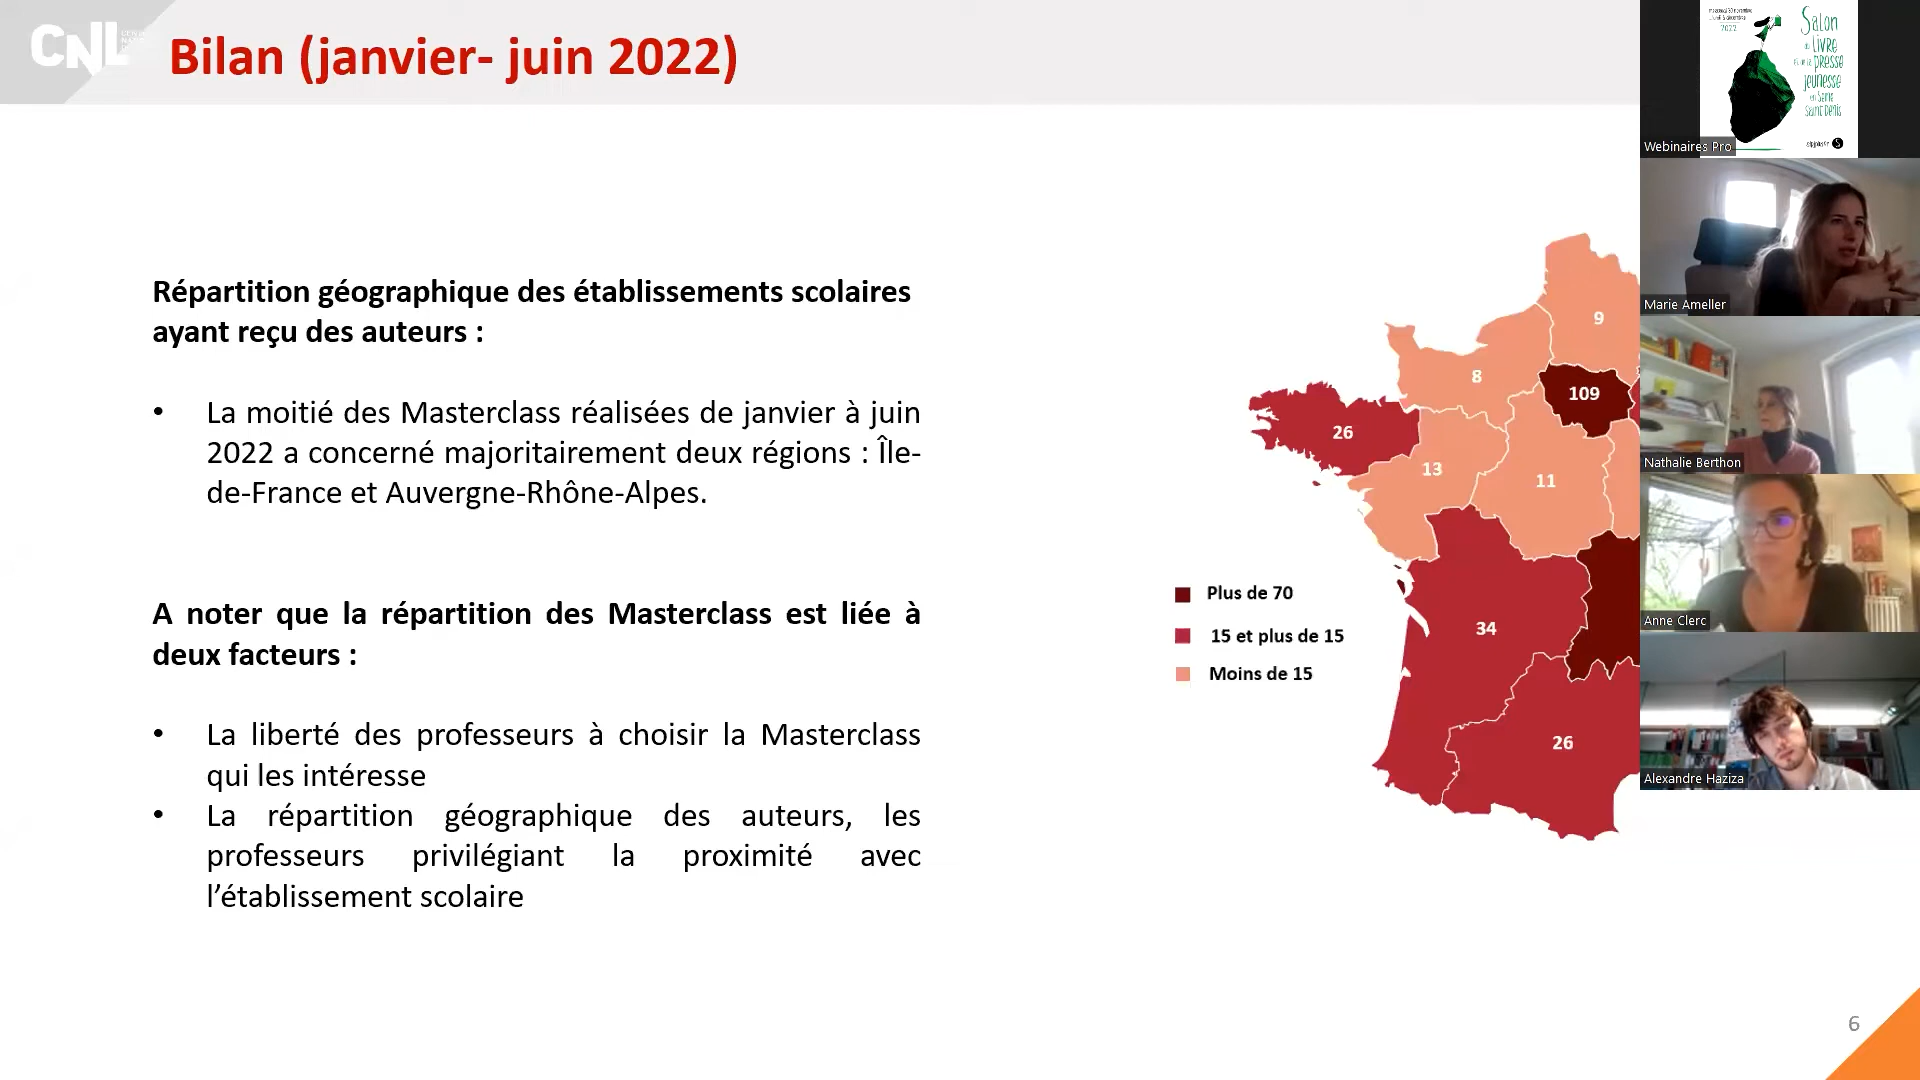 CNL
Bilan (janvier- juin 2022)
Répartition géographique des établissements scolaires
ayant reçu des auteurs :
• La moitié des Masterclass réalisées de janvier à juin
2022 a concerné majoritairement deux régions : Île-
de-France et Auvergne-Rhône-Alpes.
A noter que la répartition des Masterclass est liée à
deux facteurs :
• La liberté des professeurs à choisir la Masterclass
qui les intéresse
• La répartition géographique des auteurs, les
professeurs privilégiant la proximité avec
l’établissement scolaire
9
8
109
26
13
11
34
26
Plus de 70
15 et plus de 15
Moins de 15
2022
Salon
livre
presse
jeunesse
en Seine
Saint-Denis
Webinaires Pro
Marie Ameller
Nathalie Berthon
Anne Clerc
Alexandre Haziza
6